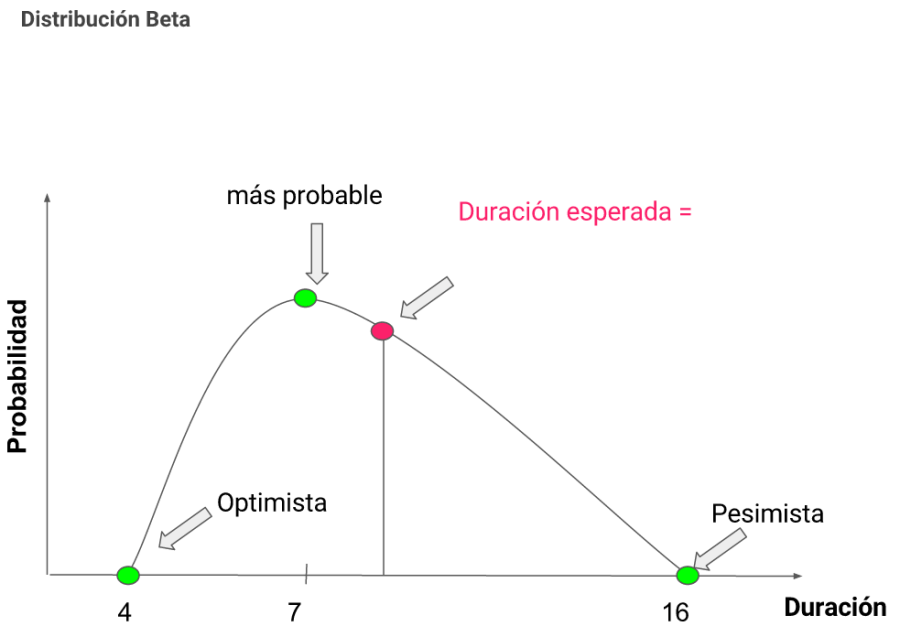 Distribución Beta
más probable
Duración esperada =
Probabilidad
Optimista
Pesimista
4
7
16
Duración